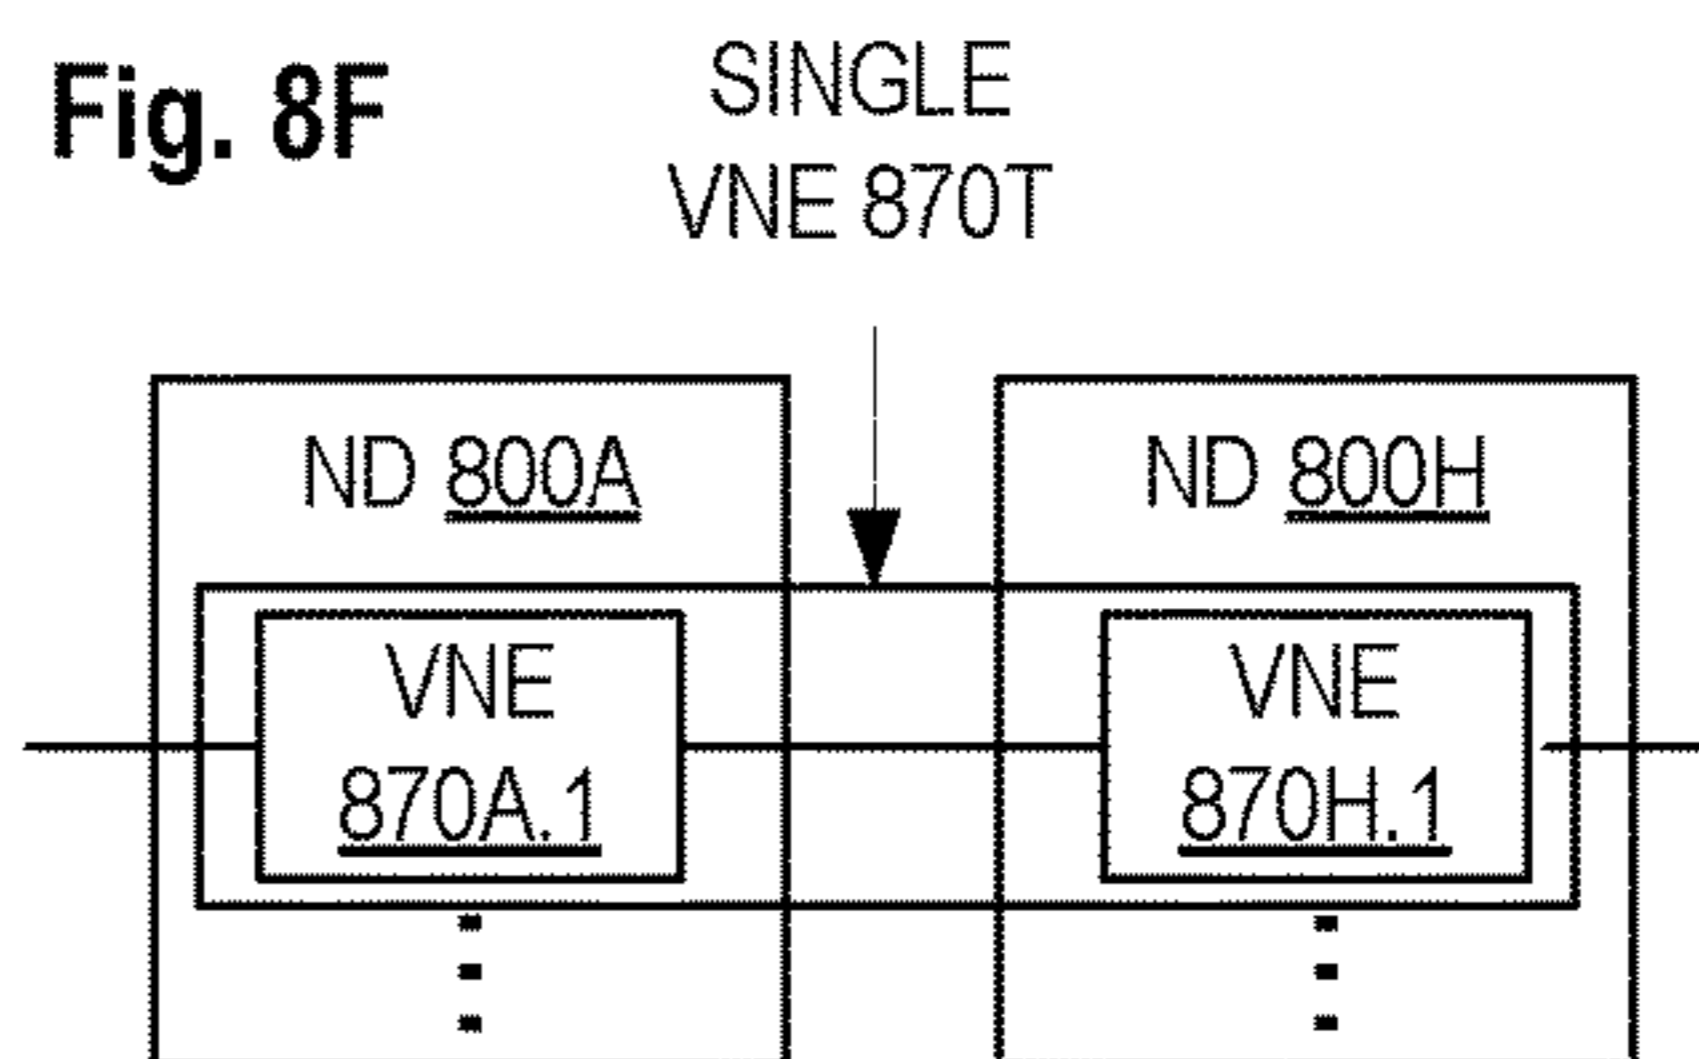 Fig. 8F
SINGLE
VNE 870T
ND 800A
ND 800H
VNE
870A.1
VNE
870H.1